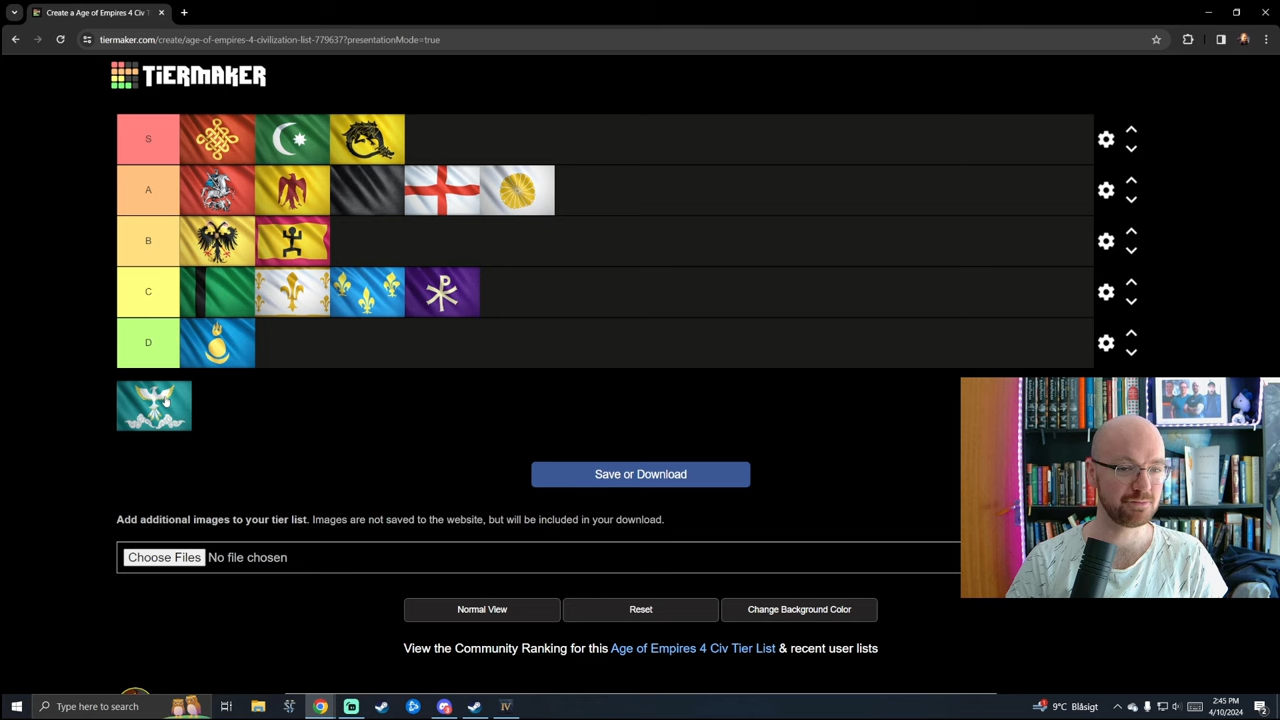 Create a Age of Empires 4 Civ T
tiermaker.com/create/age-of-empires-4-civilization-list-779637?presentationMode=true
TiERMAKER
S
A
B
C
D
Save or Download
Add additional images to your tier list. Images are not saved to the website, but will be included in your download.
Choose Files No file chosen
Normal View
Reset
Change Background Color
View the Community Ranking for this Age of Empires 4 Civ Tier List & recent user lists
Type here to search
IV
9°C Blåsigt
2:45 PM
4/10/2024
2